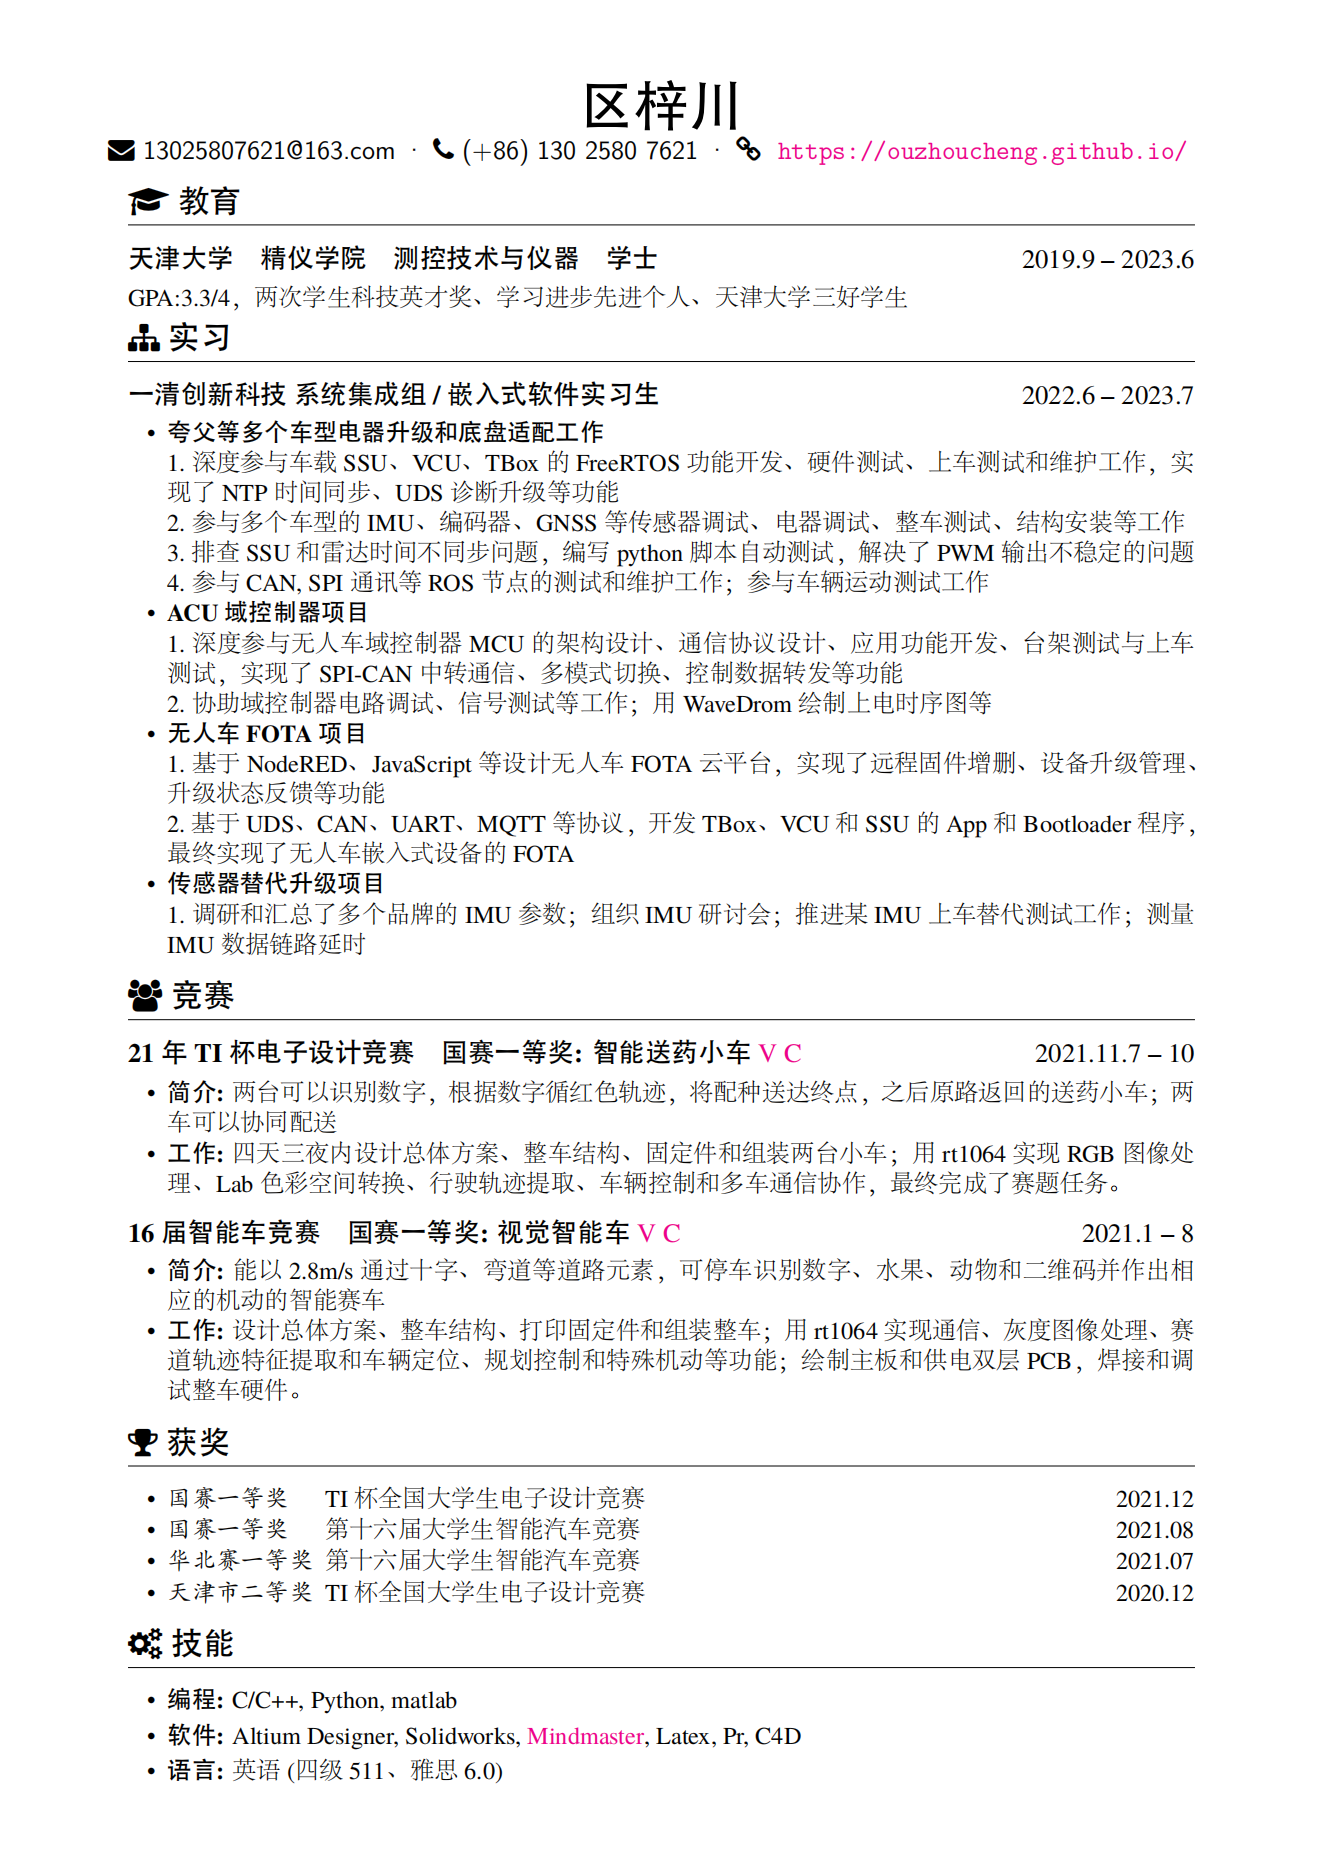 区梓川
13025807621@163.com · (+86) 130 2580 7621 · https://ouzhoucheng.github.io/
教育
天津大学 精仪学院 测控技术与仪器 学士 2019.9 – 2023.6
GPA:3.3/4，两次学生科技英才奖、学习进步先进个人、天津大学三好学生
实习
一清创新科技 系统集成组 / 嵌入式软件实习生 2022.6 – 2023.7
• 夸父等多个车型电器升级和底盘适配工作
1. 深度参与车载 SSU、VCU、TBox 的 FreeRTOS 功能开发、硬件测试、上车测试和维护工作，实
现了 NTP 时间同步、UDS 诊断升级等功能
2. 参与多个车型的 IMU、编码器、GNSS 等传感器调试、电器调试、整车测试、结构安装等工作
3. 排查 SSU 和雷达时间不同步问题，编写 python 脚本自动测试，解决了 PWM 输出不稳定的问题
4. 参与 CAN, SPI 通讯等 ROS 节点的测试和维护工作；参与车辆运动测试工作
• ACU 域控制器项目
1. 深度参与无人车域控制器 MCU 的架构设计、通信协议设计、应用功能开发、台架测试与上车
测试，实现了 SPI-CAN 中转通信、多模式切换、控制数据转发等功能
2. 协助域控制器电路调试、信号测试等工作；用 WaveDrom 绘制上电时序图等
• 无人车 FOTA 项目
1. 基于 NodeRED、JavaScript 等设计无人车 FOTA 云平台，实现了远程固件增删、设备升级管理、
升级状态反馈等功能
2. 基于 UDS、CAN、UART、MQTT 等协议，开发 TBox、VCU 和 SSU 的 App 和 Bootloader 程序，
最终实现了无人车嵌入式设备的 FOTA
• 传感器替代升级项目
1. 调研和汇总了多个品牌的 IMU 参数；组织 IMU 研讨会；推进某 IMU 上车替代测试工作；测量
IMU 数据链路延时
竞赛
21 年 TI 杯电子设计竞赛 国赛一等奖: 智能送药小车 V C 2021.11.7 – 10
• 简介: 两台可以识别数字，根据数字循红色轨迹，将配种送达终点，之后原路返回的送药小车；两
车可以协同配送
• 工作: 四天三夜内设计总体方案、整车结构、固定件和组装两台小车；用 rt1064 实现 RGB 图像处
理、Lab 色彩空间转换、行驶轨迹提取、车辆控制和多车通信协作，最终完成了赛题任务。
16 届智能车竞赛 国赛一等奖: 视觉智能车 V C 2021.1 – 8
• 简介: 能以 2.8m/s 通过十字、弯道等道路元素，可停车识别数字、水果、动物和二维码并作出相
应的机动的智能赛车
• 工作: 设计总体方案、整车结构、打印固定件和组装整车；用 rt1064 实现通信、灰度图像处理、赛
道轨迹特征提取和车辆定位、规划控制和特殊机动等功能；绘制主板和供电双层 PCB，焊接和调
试整车硬件。
获奖
• 国赛一等奖 TI 杯全国大学生电子设计竞赛 2021.12
• 国赛一等奖 第十六届大学生智能汽车竞赛 2021.08
• 华北赛一等奖 第十六届大学生智能汽车竞赛 2021.07
• 天津市二等奖 TI 杯全国大学生电子设计竞赛 2020.12
技能
• 编程: C/C++, Python, matlab
• 软件: Altium Designer, Solidworks, Mindmaster, Latex, Pr, C4D
• 语言: 英语 (四级 511、雅思 6.0)